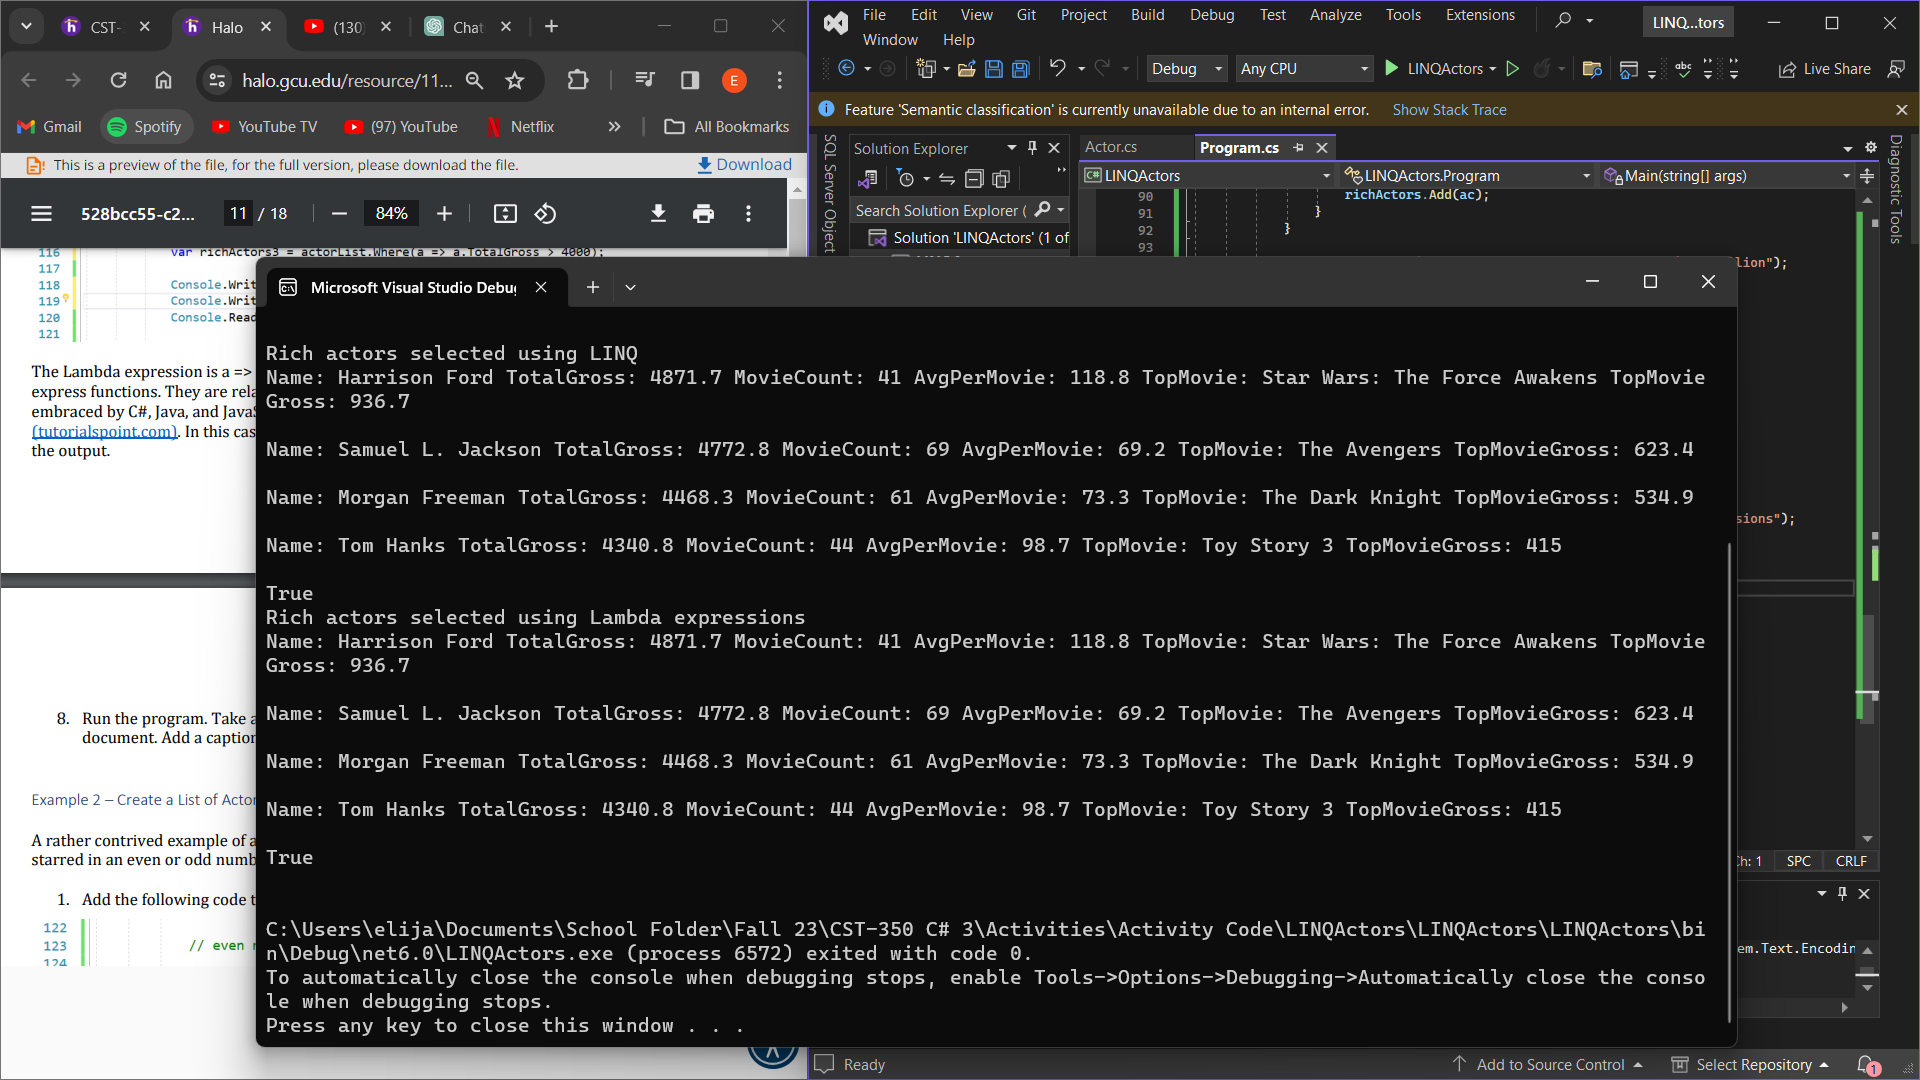 CST-
Halo
(130)
Chat
halo.gcu.edu/resource/11...
E
Gmail
Spotify
YouTube TV
(97) YouTube
Netflix
All Bookmarks
This is a preview of the file, for the full version, please download the file.
Download
528bcc55-c2...
11 / 18
84%
116 var richActors3 = actorList.Where(a => a.TotalGross > 4000);
117
118 Console.Writ
119 Console.Writ
120 Console.Read
121
The Lambda expression is a =>
express functions. They are rela
embraced by C#, Java, and JavaS
(tutorialspoint.com). In this cas
the output.
8. Run the program. Take a
document. Add a caption
Example 2 – Create a List of Actor
A rather contrived example of a
starred in an even or odd numb
1. Add the following code t
122
123 // even
124
File Edit View Git Project Build Debug Test Analyze Tools Extensions
Window Help
LINQ...tors
Debug
Any CPU
LINQActors
Live Share
Feature 'Semantic classification' is currently unavailable due to an internal error. Show Stack Trace
SQL Server Object
Solution Explorer
Search Solution Explorer (
Solution 'LINQActors' (1 of
Actor.cs
Program.cs
LINQActors
LINQActors.Program
Main(string[] args)
Diagnostic Tools
90 richActors.Add(ac);
91 }
92 }
93
lion");
sions");
Microsoft Visual Studio Debug
Rich actors selected using LINQ
Name: Harrison Ford TotalGross: 4871.7 MovieCount: 41 AvgPerMovie: 118.8 TopMovie: Star Wars: The Force Awakens TopMovie
Gross: 936.7
Name: Samuel L. Jackson TotalGross: 4772.8 MovieCount: 69 AvgPerMovie: 69.2 TopMovie: The Avengers TopMovieGross: 623.4
Name: Morgan Freeman TotalGross: 4468.3 MovieCount: 61 AvgPerMovie: 73.3 TopMovie: The Dark Knight TopMovieGross: 534.9
Name: Tom Hanks TotalGross: 4340.8 MovieCount: 44 AvgPerMovie: 98.7 TopMovie: Toy Story 3 TopMovieGross: 415
True
Rich actors selected using Lambda expressions
Name: Harrison Ford TotalGross: 4871.7 MovieCount: 41 AvgPerMovie: 118.8 TopMovie: Star Wars: The Force Awakens TopMovie
Gross: 936.7
Name: Samuel L. Jackson TotalGross: 4772.8 MovieCount: 69 AvgPerMovie: 69.2 TopMovie: The Avengers TopMovieGross: 623.4
Name: Morgan Freeman TotalGross: 4468.3 MovieCount: 61 AvgPerMovie: 73.3 TopMovie: The Dark Knight TopMovieGross: 534.9
Name: Tom Hanks TotalGross: 4340.8 MovieCount: 44 AvgPerMovie: 98.7 TopMovie: Toy Story 3 TopMovieGross: 415
True
C:\Users\elija\Documents\School Folder\Fall 23\CST-350 C# 3\Activities\Activity Code\LINQActors\LINQActors\LINQActors\bi
n\Debug\net6.0\LINQActors.exe (process 6572) exited with code 0.
To automatically close the console when debugging stops, enable Tools->Options->Debugging->Automatically close the conso
le when debugging stops.
Press any key to close this window . . .
Ch: 1 SPC CRLF
em.Text.Encodin
Ready
Add to Source Control
Select Repository
1